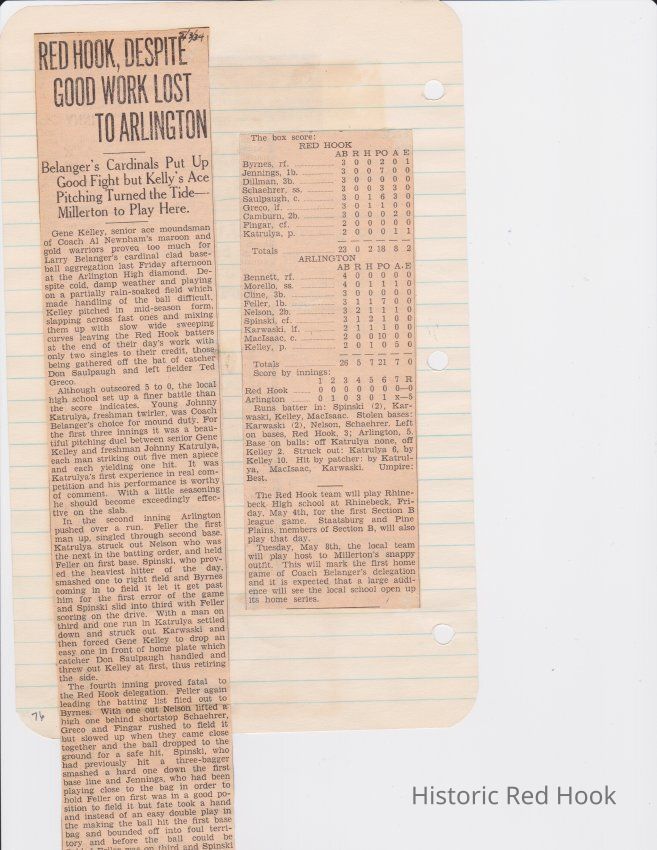 RED HOOK, DESPITE
GOOD WORK LOST
TO ARLINGTON
Belanger's Cardinals Put Up
Good Fight but Kelly's Ace
Pitching Turned the Tide—
Millerton to Play Here.
Gene Kelley, senior ace moundsman
of Coach Al Newnham's maroon and
gold warriors proved too much for
Larry Belanger's cardinal clad base-
ball aggregation last Friday afternoon
at the Arlington High diamond. De-
spite cold, damp weather and playing
on a partially rain-soaked field which
made handling of the ball difficult,
Kelley pitched in mid-season form,
slapping across fast ones and mixing
them up with slow wide sweeping
curves leaving the Red Hook batters
at the end of their day's work with
only two singles to their credit, those
being gathered off the bat of catcher
Don Saulpaugh and left fielder Ted
Greco.
Although outscored 5 to 0, the local
high school set up a finer battle than
the score indicates. Young Johnny
Katrulya, freshman twirler, was Coach
Belanger's choice for mound duty. For
the first three innings it was a beau-
tiful pitching duel between senior Gene
Kelley and freshman Johnny Katrulya,
each man striking out five men apiece
and each yielding one hit. It was
Katrulya's first experience in real com-
petition and his performance is worthy
of comment. With a little seasoning
he should become exceedingly effec-
tive on the slab.
In the second inning Arlington
pushed over a run. Feller the first
man up, singled through second base.
Katrulya struck out Nelson who was
the next in the batting order, and held
Feller on first base. Spinski, who prov-
ed the heaviest hitter of the day,
smashed one to right field and Byrnes
coming in to field it let it get past
him for the first error of the game
and Spinski slid into third with Feller
scoring on the drive. With a man on
third and one run in Katrulya settled
down and struck out Karwaski and
then forced Gene Kelley to drop an
easy one in front of home plate which
catcher Don Saulpaugh handled and
threw out Kelley at first, thus retiring
the side.
The fourth inning proved fatal to
the Red Hook delegation. Feller again
leading the batting list flied out to
Byrnes. With one out Nelson lifted a
high one behind shortstop Schaehrer,
Greco and Fingar rushed to field it
but slowed up when they came close
together and the ball dropped to the
ground for a safe hit. Spinski, who
had previously hit a three-bagger
smashed a hard one down the first
base line and Jennings, who had been
playing close to the bag in order to
hold Feller on first was in a good po-
sition to field it but fate took a hand
and instead of an easy double play in
the making the ball hit the first base
bag and bounded off into foul terri-
tory and before the ball could be
Feller was on third and Spinski
The box score:
RED HOOK
AB R H PO A E
Byrnes, rf. 3 0 0 2 0 1
Jennings, 1b. 3 0 0 7 0 0
Dillman, 3b. 3 0 0 0 0 0
Schaehrer, ss. 3 0 0 3 3 0
Saulpaugh, c. 3 0 1 6 3 0
Greco, lf. 3 0 1 1 0 0
Camburn, 2b. 3 0 0 0 2 0
Fingar, cf. 2 0 0 0 0 0
Katrulya, p. 2 0 0 0 1 1
Totals 23 0 2 18 8 2
ARLINGTON
AB R H PO A E
Bennett, rf. 4 0 0 0 0 0
Morello, ss. 4 0 1 1 1 0
Cline, 3b. 3 0 0 0 0 0
Feller, 1b. 3 1 1 7 0 0
Nelson, 2b. 3 2 1 1 1 0
Spinski, cf. 3 1 2 1 0 0
Karwaski, lf. 2 1 1 1 0 0
MacIsaac, c. 2 0 0 10 0 0
Kelley, p. 2 0 1 0 5 0
Totals 26 5 7 21 7 0
Score by innings:
1 2 3 4 5 6 7 R
Red Hook 0 0 0 0 0 0 0—0
Arlington 0 1 0 3 0 1 x—5
Runs batter in: Spinski (2), Kar-
waski, Kelley, MacIsaac. Stolen bases:
Karwaski (2), Nelson, Schaehrer. Left
on bases, Red Hook, 3; Arlington, 5.
Base on balls: off Katrulya none, off
Kelley 2. Struck out: Katrulya 6, by
Kelley 10. Hit by patcher: by Katrul-
ya, MacIsaac, Karwaski. Umpire:
Best.
The Red Hook team will play Rhine-
beck High school at Rhinebeck, Fri-
day, May 4th, for the first Section B
league game. Staatsburg and Pine
Plains, members of Section B, will also
play that day.
Tuesday, May 8th, the local team
will play host to Millerton's snappy
outfit. This will mark the first home
game of Coach Belanger's delegation
and it is expected that a large audi-
ence will see the local school open up
its home series.
76
Historic Red Hook